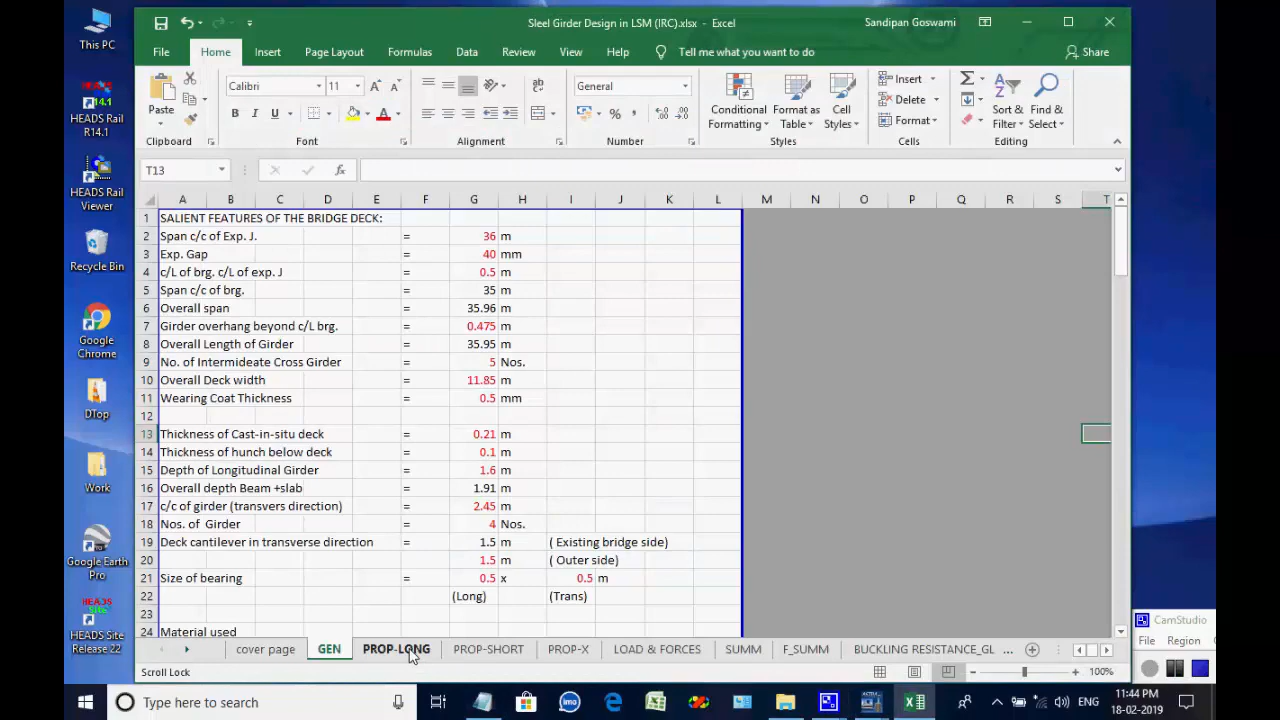 Sleel Girder Design in LSM (IRC).xlsx - Excel
Sandipan Goswami
File Home Insert Page Layout Formulas Data Review View Help Tell me what you want to do Share
Paste
Calibri 11
B I U
A A
General
% ,
Conditional Formatting
Format as Table
Cell Styles
Insert
Delete
Format
Sort & Filter
Find & Select
Clipboard Font Alignment Number Styles Cells Editing
T13 fx
A B C D E F G H I J K L M N O P Q R S T
1 SALIENT FEATURES OF THE BRIDGE DECK:
2 Span c/c of Exp. J. = 36 m
3 Exp. Gap = 40 mm
4 c/L of brg. c/L of exp. J = 0.5 m
5 Span c/c of brg. = 35 m
6 Overall span = 35.96 m
7 Girder overhang beyond c/L brg. = 0.475 m
8 Overall Length of Girder = 35.95 m
9 No. of Intermideate Cross Girder = 5 Nos.
10 Overall Deck width = 11.85 m
11 Wearing Coat Thickness = 0.5 mm
12
13 Thickness of Cast-in-situ deck = 0.21 m
14 Thickness of hunch below deck = 0.1 m
15 Depth of Longitudinal Girder = 1.6 m
16 Overall depth Beam +slab = 1.91 m
17 c/c of girder (transvers direction) = 2.45 m
18 Nos. of Girder = 4 Nos.
19 Deck cantilever in transverse direction = 1.5 m ( Existing bridge side)
20 1.5 m ( Outer side)
21 Size of bearing = 0.5 x 0.5 m
22 (Long) (Trans)
23
24 Material used
cover page GEN PROP-LONG PROP-SHORT PROP-X LOAD & FORCES SUMM F_SUMM BUCKLING RESISTANCE_GL ...
Scroll Lock
100%
This PC
HEADS Rail R14.1
HEADS Rail Viewer
Recycle Bin
Google Chrome
DTop
Work
Google Earth Pro
HEADS Site Release 22
CamStudio
File Region
Type here to search
imo
ENG
11:44 PM
18-02-2019